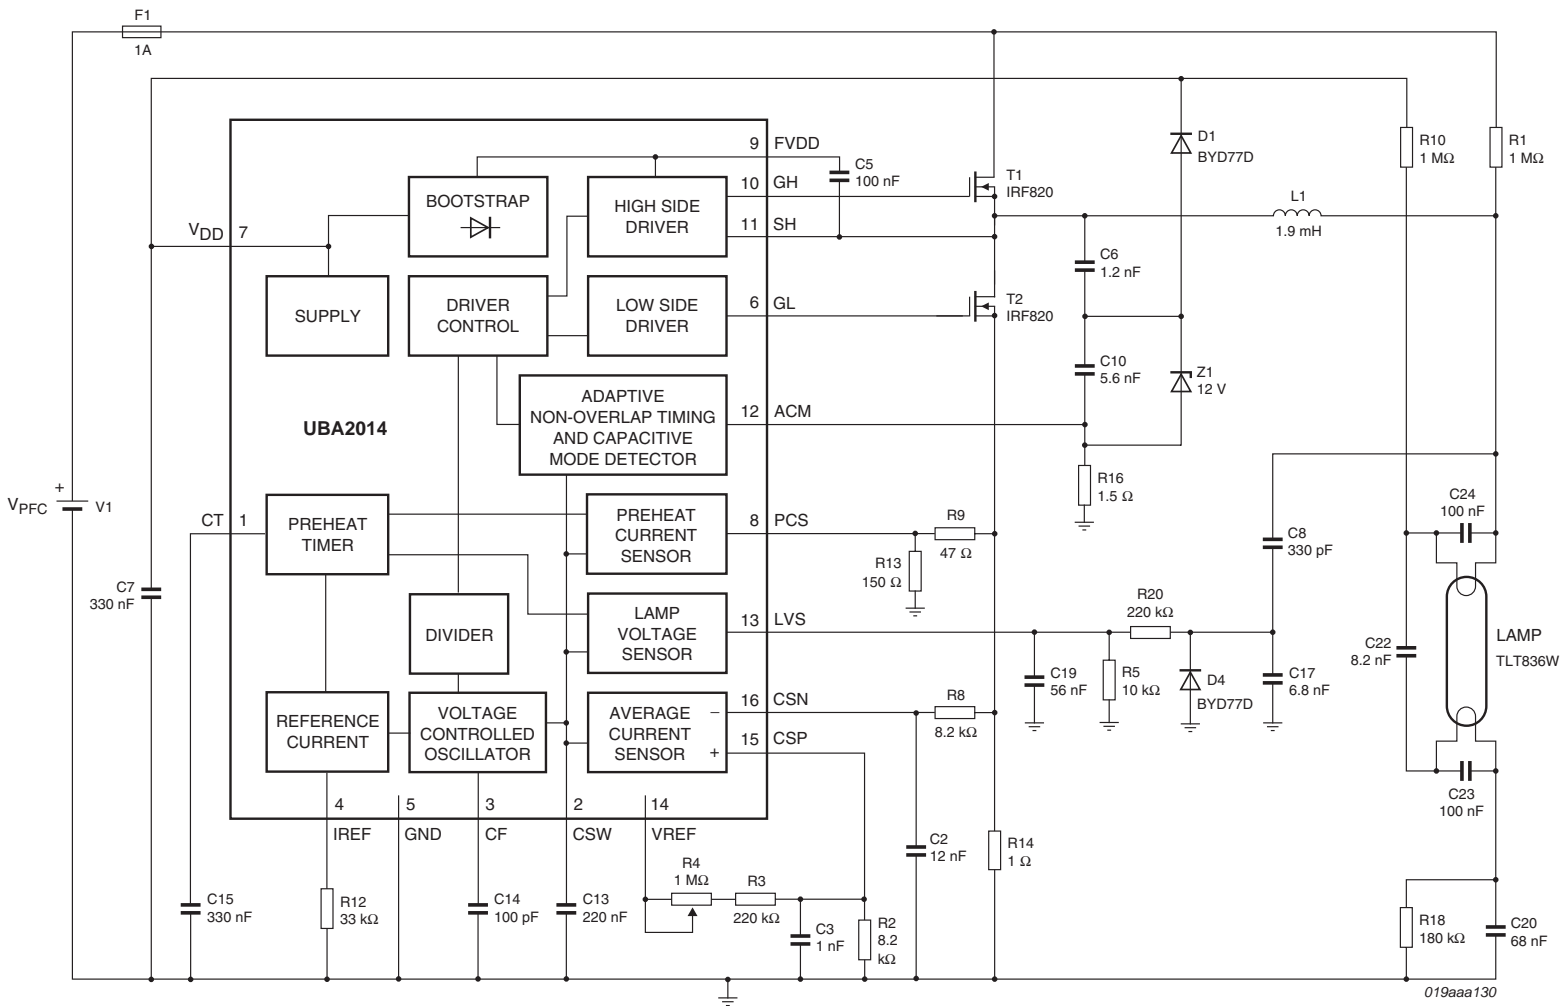 F1
1A
D1
BYD77D
R10
1 MΩ
R1
1 MΩ
9 FVDD
C5
100 nF
10 GH
T1
IRF820
BOOTSTRAP
HIGH SIDE
DRIVER
11 SH
L1
1.9 mH
VDD 7
C6
1.2 nF
SUPPLY
DRIVER
CONTROL
LOW SIDE
DRIVER
6 GL
T2
IRF820
C10
5.6 nF
Z1
12 V
UBA2014
ADAPTIVE
NON-OVERLAP TIMING
AND CAPACITIVE
MODE DETECTOR
12 ACM
R16
1.5 Ω
VPFC
+
V1
CT 1
PREHEAT
TIMER
PREHEAT
CURRENT
SENSOR
8 PCS
R9
47 Ω
R13
150 Ω
C24
100 nF
C8
330 pF
C7
330 nF
DIVIDER
LAMP
VOLTAGE
SENSOR
13 LVS
R20
220 kΩ
C19
56 nF
R5
10 kΩ
D4
BYD77D
C17
6.8 nF
C22
8.2 nF
LAMP
TLT836W
REFERENCE
CURRENT
VOLTAGE
CONTROLLED
OSCILLATOR
AVERAGE
CURRENT
SENSOR
−
+
16 CSN
15 CSP
R8
8.2 kΩ
C23
100 nF
4
5
3
2
14
IREF
GND
CF
CSW
VREF
C2
12 nF
R14
1 Ω
C15
330 nF
R12
33 kΩ
C14
100 pF
C13
220 nF
R4
1 MΩ
R3
220 kΩ
C3
1 nF
R2
8.2
kΩ
R18
180 kΩ
C20
68 nF
019aaa130